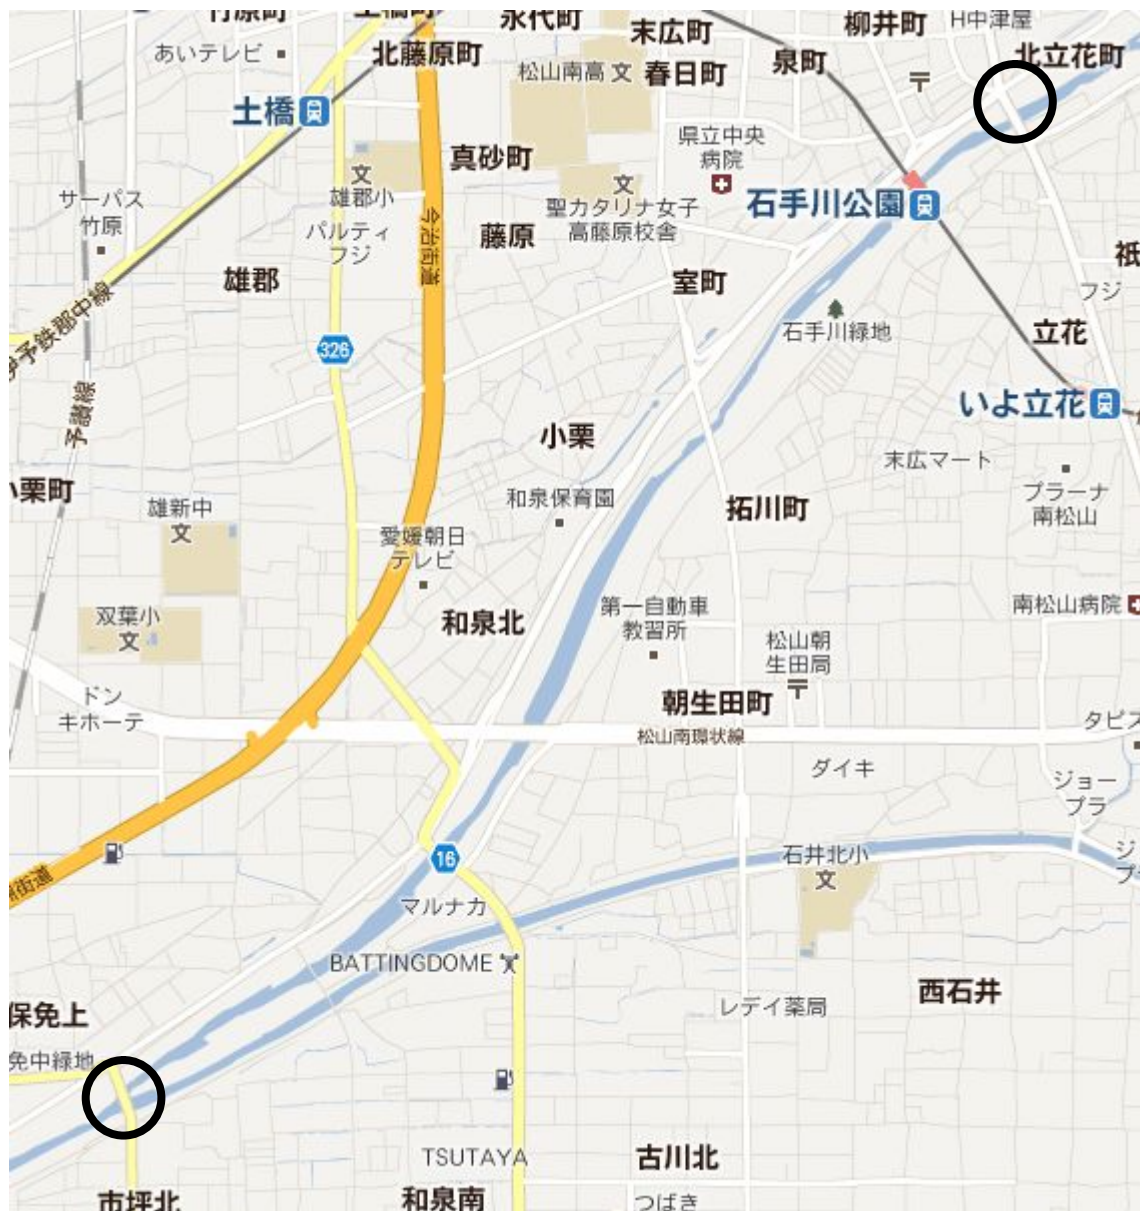 竹原町
土橋町
永代町
末広町
柳井町
H中津屋
あいテレビ
北藤原町
松山南高
春日町
泉町
北立花町
土橋
真砂町
県立中央
病院
サーパス
竹原
雄郡小
聖カタリナ女子
高藤原校舎
石手川公園
パルティ
フジ
今治街道
藤原
雄郡
室町
祇
フジ
伊予鉄郡中線
石手川緑地
立花
326
いよ立花
予讃線
小栗
末広マート
小栗町
雄新中
和泉保育園
拓川町
プラーナ
南松山
愛媛朝日
テレビ
双葉小
和泉北
第一自動車
教習所
南松山病院
松山朝
生田局
ドン
キホーテ
朝生田町
松山南環状線
タピス
ダイキ
ジョー
プラ
16
石井北小
ジ
プ
街道
マルナカ
BATTINGDOME
西石井
保免上
レデイ薬局
免中緑地
TSUTAYA
古川北
市坪北
和泉南
つばき